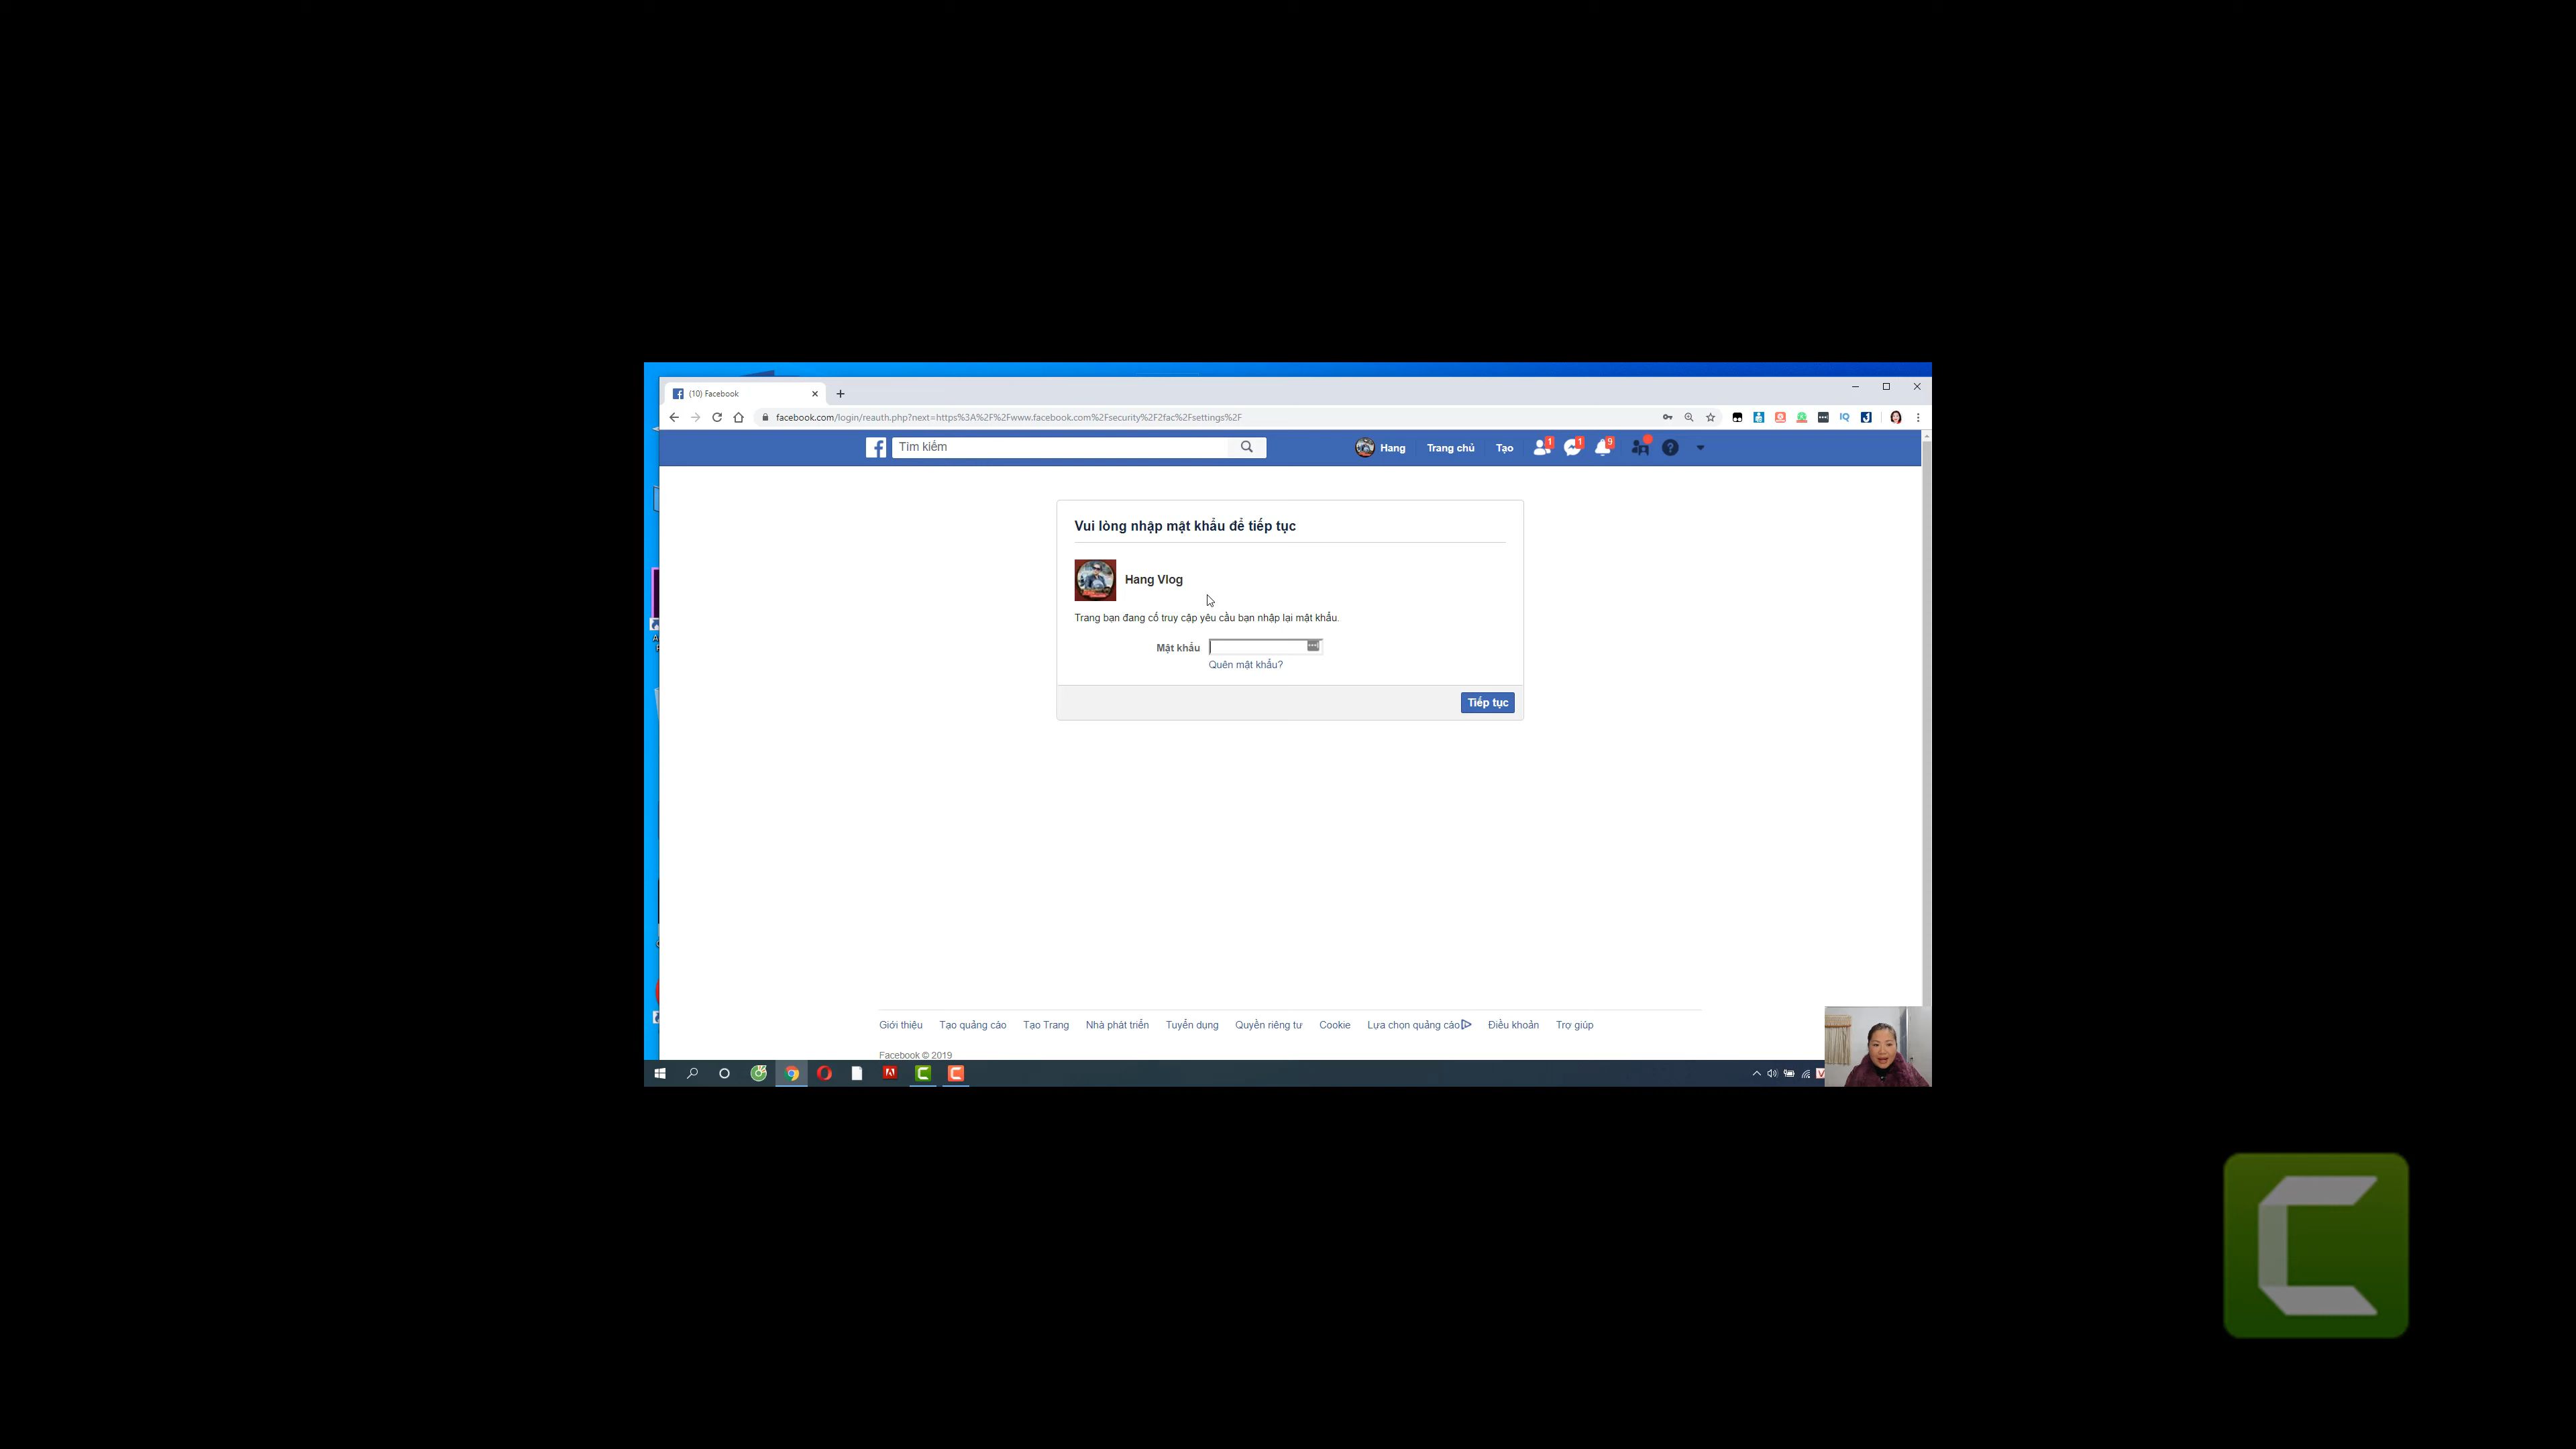 (10) Facebook
facebook.com/login/reauth.php?next=https%3A%2F%2Fwww.facebook.com%2Fsecurity%2F2fac%2Fsettings%2F
IQ
Tìm kiếm
Hang Trang chủ Tạo 1 1 9 ?
Vui lòng nhập mật khẩu để tiếp tục
Hang Vlog
Trang bạn đang cố truy cập yêu cầu bạn nhập lại mật khẩu.
Mật khẩu
Quên mật khẩu?
Tiếp tục
Giới thiệu Tạo quảng cáo Tạo Trang Nhà phát triển Tuyển dụng Quyền riêng tư Cookie Lựa chọn quảng cáo Điều khoản Trợ giúp
Facebook © 2019